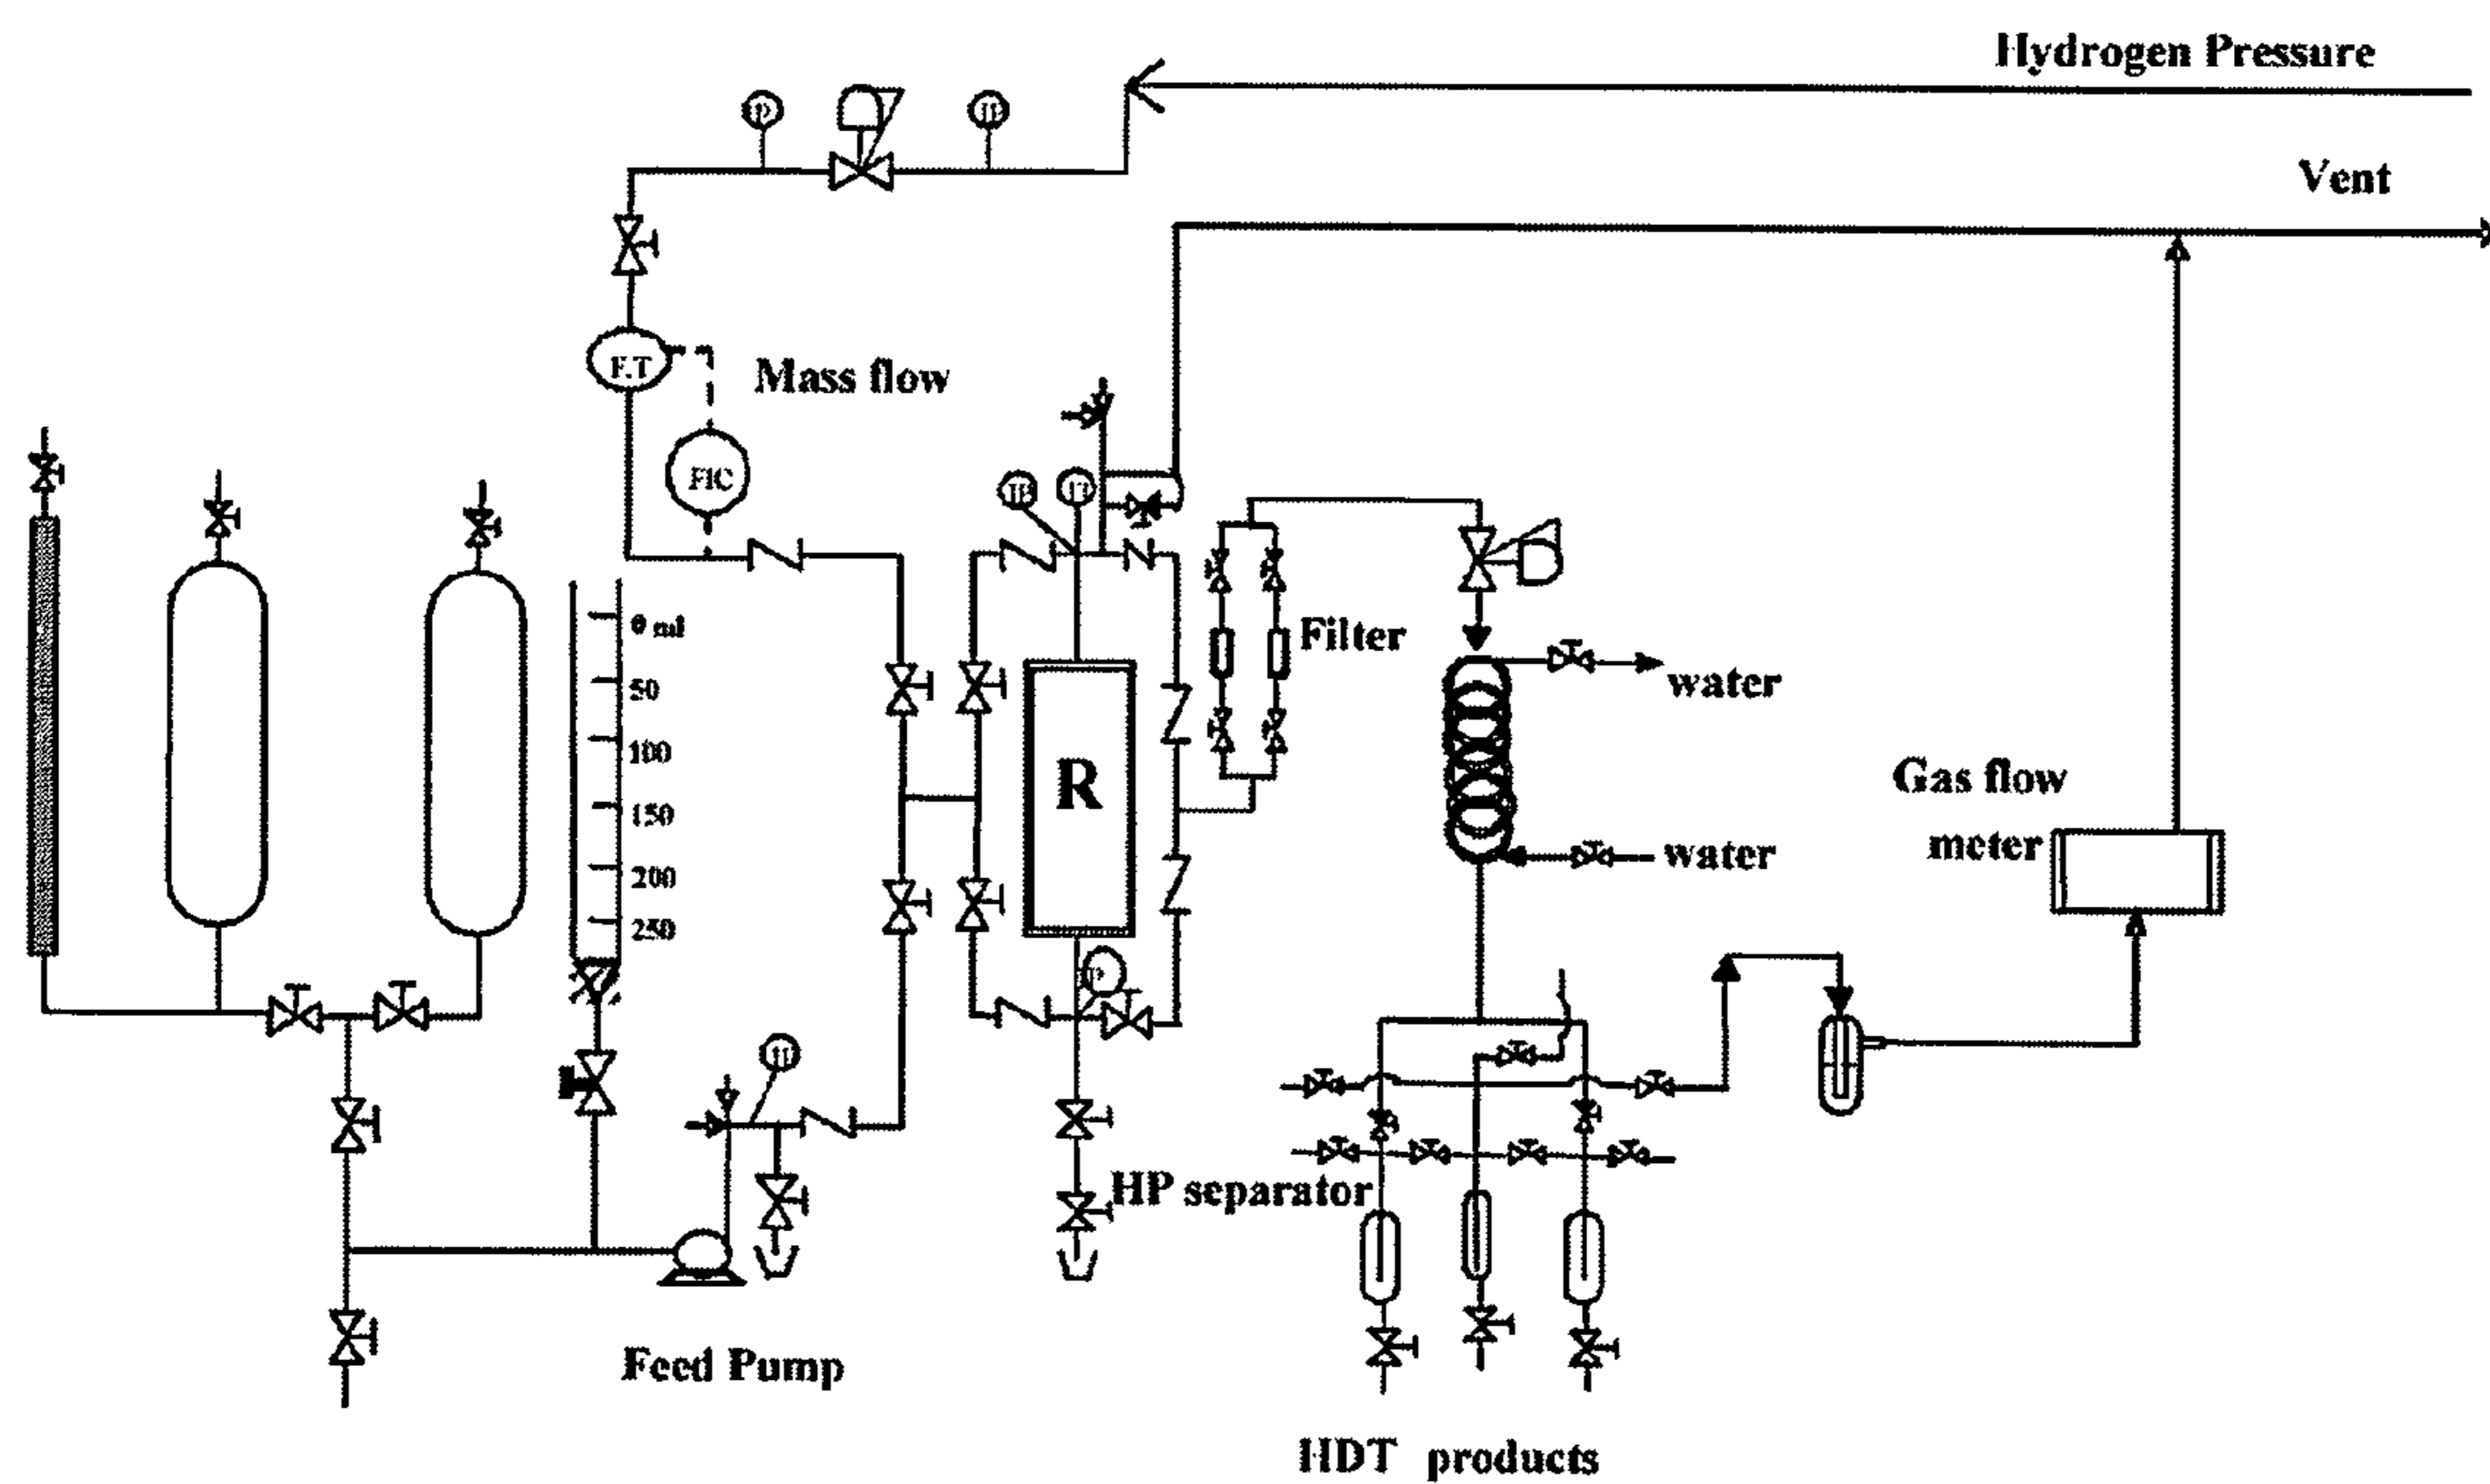 Hydrogen Pressure
Vent
Mass flow
FIC
0 ml
50
100
150
200
250
R
Filter
water
water
Gas flow
meter
HP separator
Feed Pump
HDT products